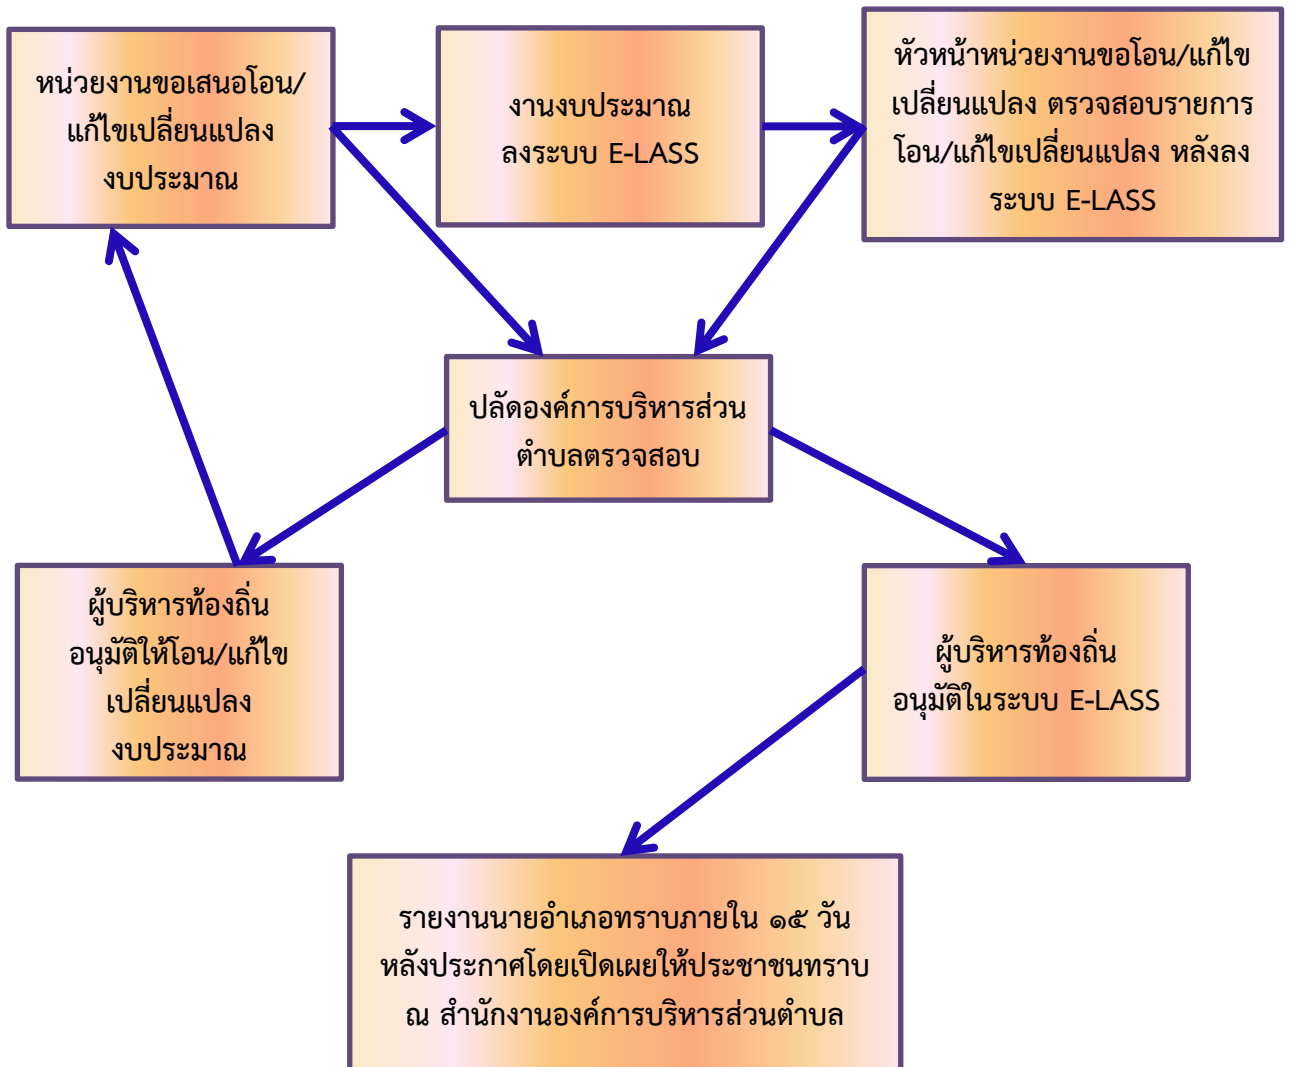 หน่วยงานขอเสนอโอน/
แก้ไขเปลี่ยนแปลง
งบประมาณ
งานงบประมาณ
ลงระบบ E-LASS
หัวหน้าหน่วยงานขอโอน/แก้ไข
เปลี่ยนแปลง ตรวจสอบรายการ
โอน/แก้ไขเปลี่ยนแปลง หลังลง
ระบบ E-LASS
ปลัดองค์การบริหารส่วน
ตำบลตรวจสอบ
ผู้บริหารท้องถิ่น
อนุมัติให้โอน/แก้ไข
เปลี่ยนแปลง
งบประมาณ
ผู้บริหารท้องถิ่น
อนุมัติในระบบ E-LASS
รายงานนายอำเภอทราบภายใน ๑๕ วัน
หลังประกาศโดยเปิดเผยให้ประชาชนทราบ
ณ สำนักงานองค์การบริหารส่วนตำบล